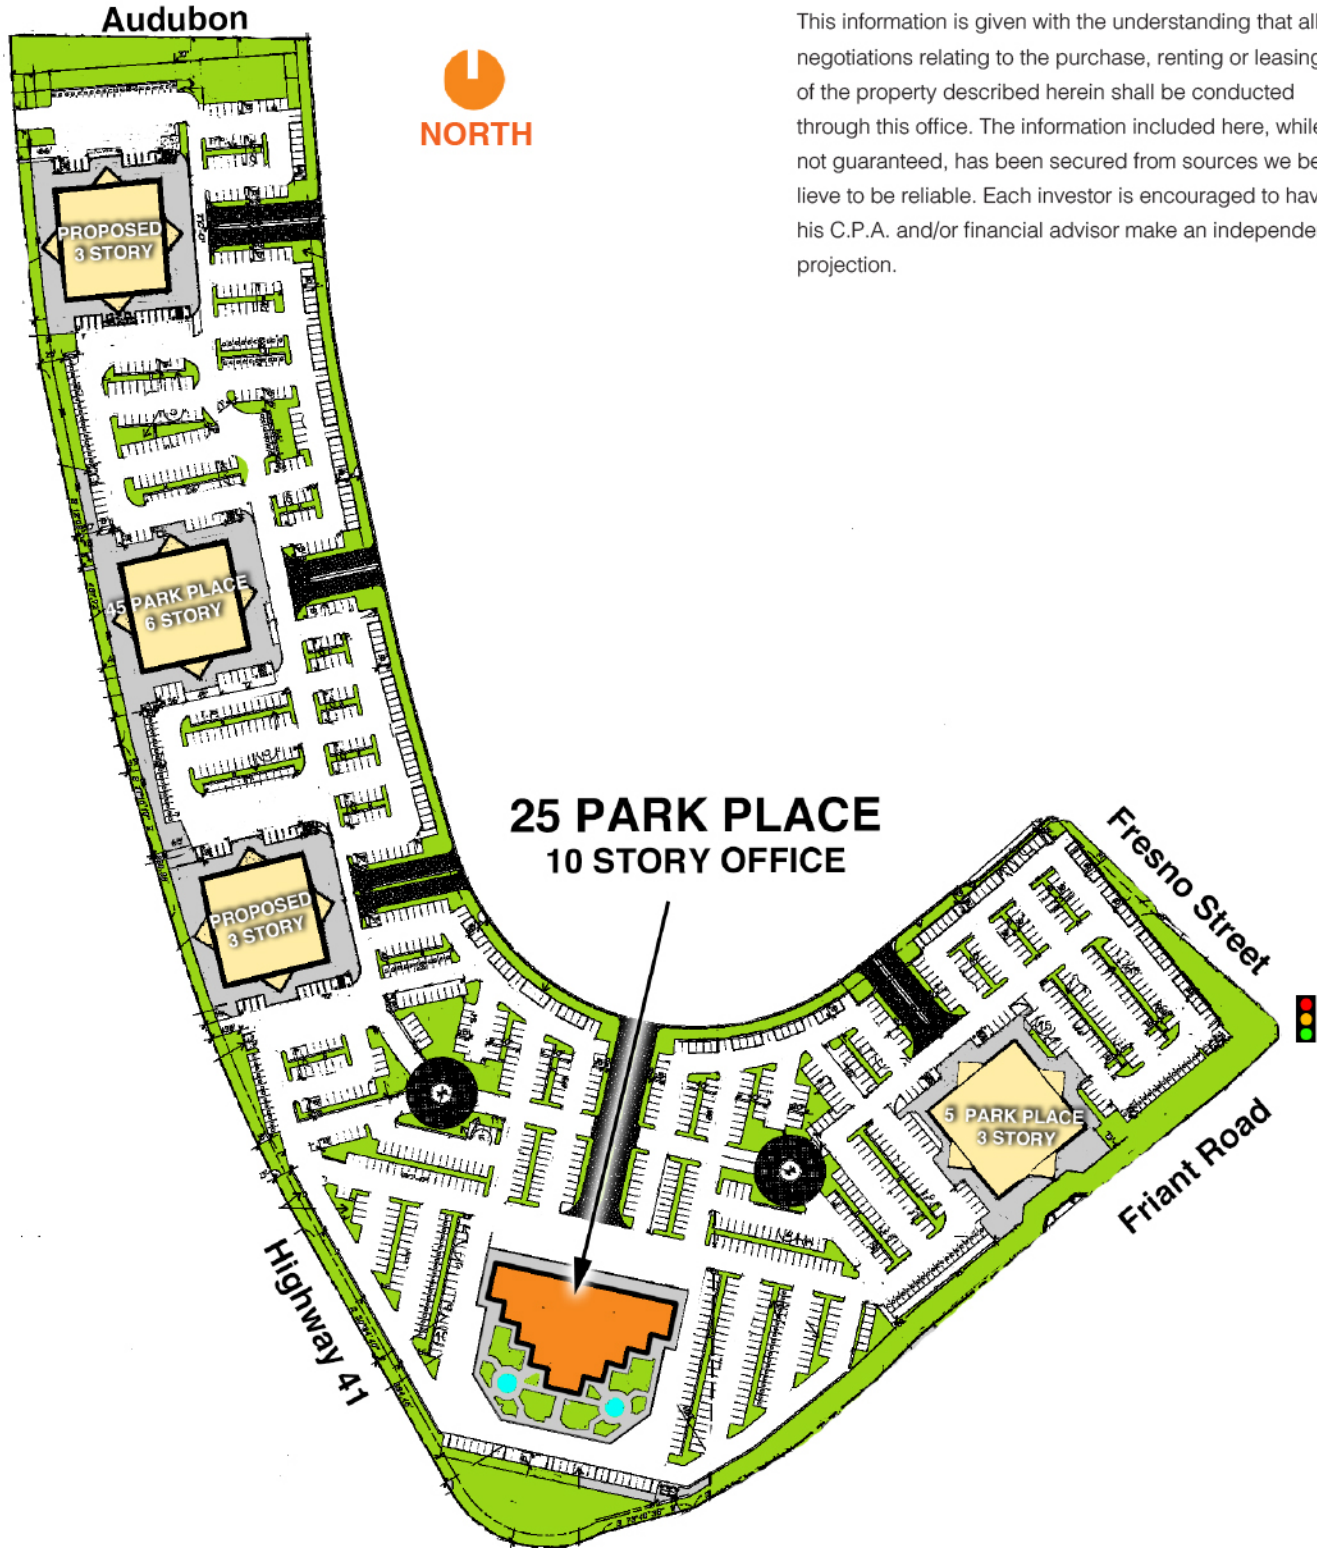 Audubon
NORTH
This information is given with the understanding that all
negotiations relating to the purchase, renting or leasing
of the property described herein shall be conducted
through this office. The information included here, while
not guaranteed, has been secured from sources we be
lieve to be reliable. Each investor is encouraged to hav
his C.P.A. and/or financial advisor make an independe
projection.
PROPOSED
3 STORY
45 PARK PLACE
6 STORY
25 PARK PLACE
10 STORY OFFICE
PROPOSED
3 STORY
Fresno Street
5 PARK PLACE
3 STORY
Friant Road
Highway 41